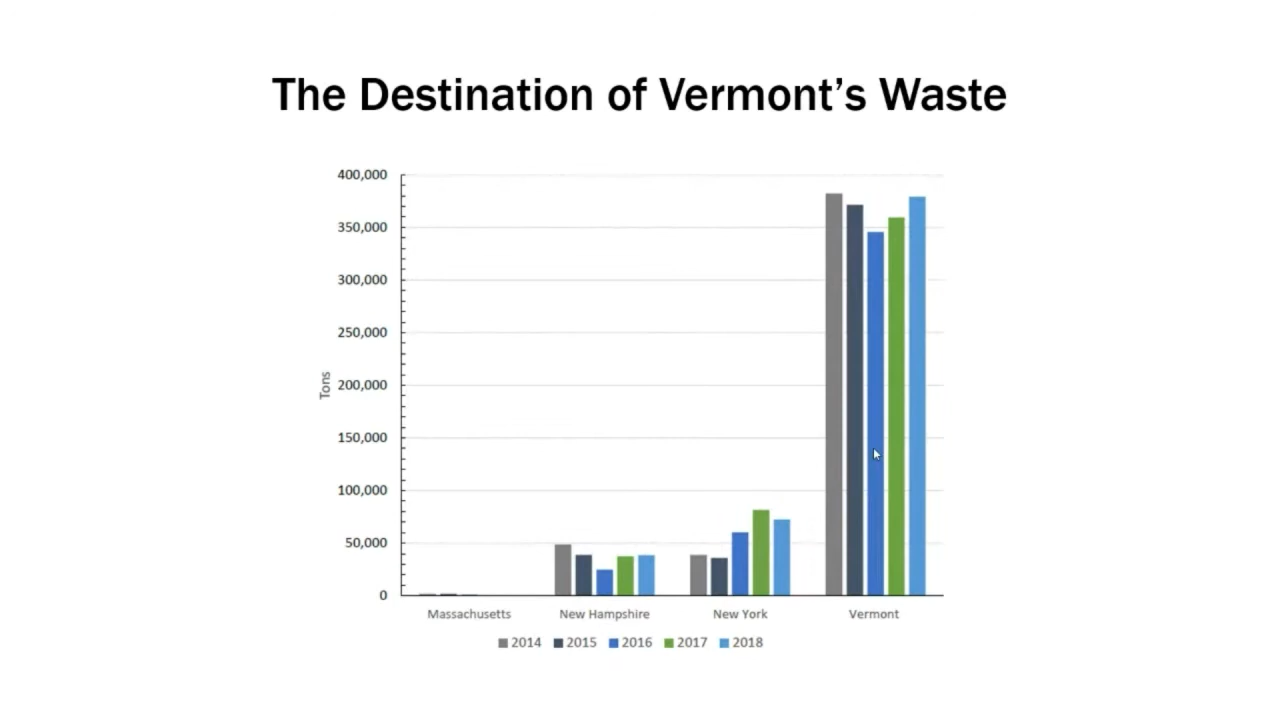 The Destination of Vermont’s Waste
400,000
350,000
300,000
250,000
200,000
150,000
100,000
50,000
0
Tons
Massachusetts New Hampshire New York Vermont
2014 2015 2016 2017 2018